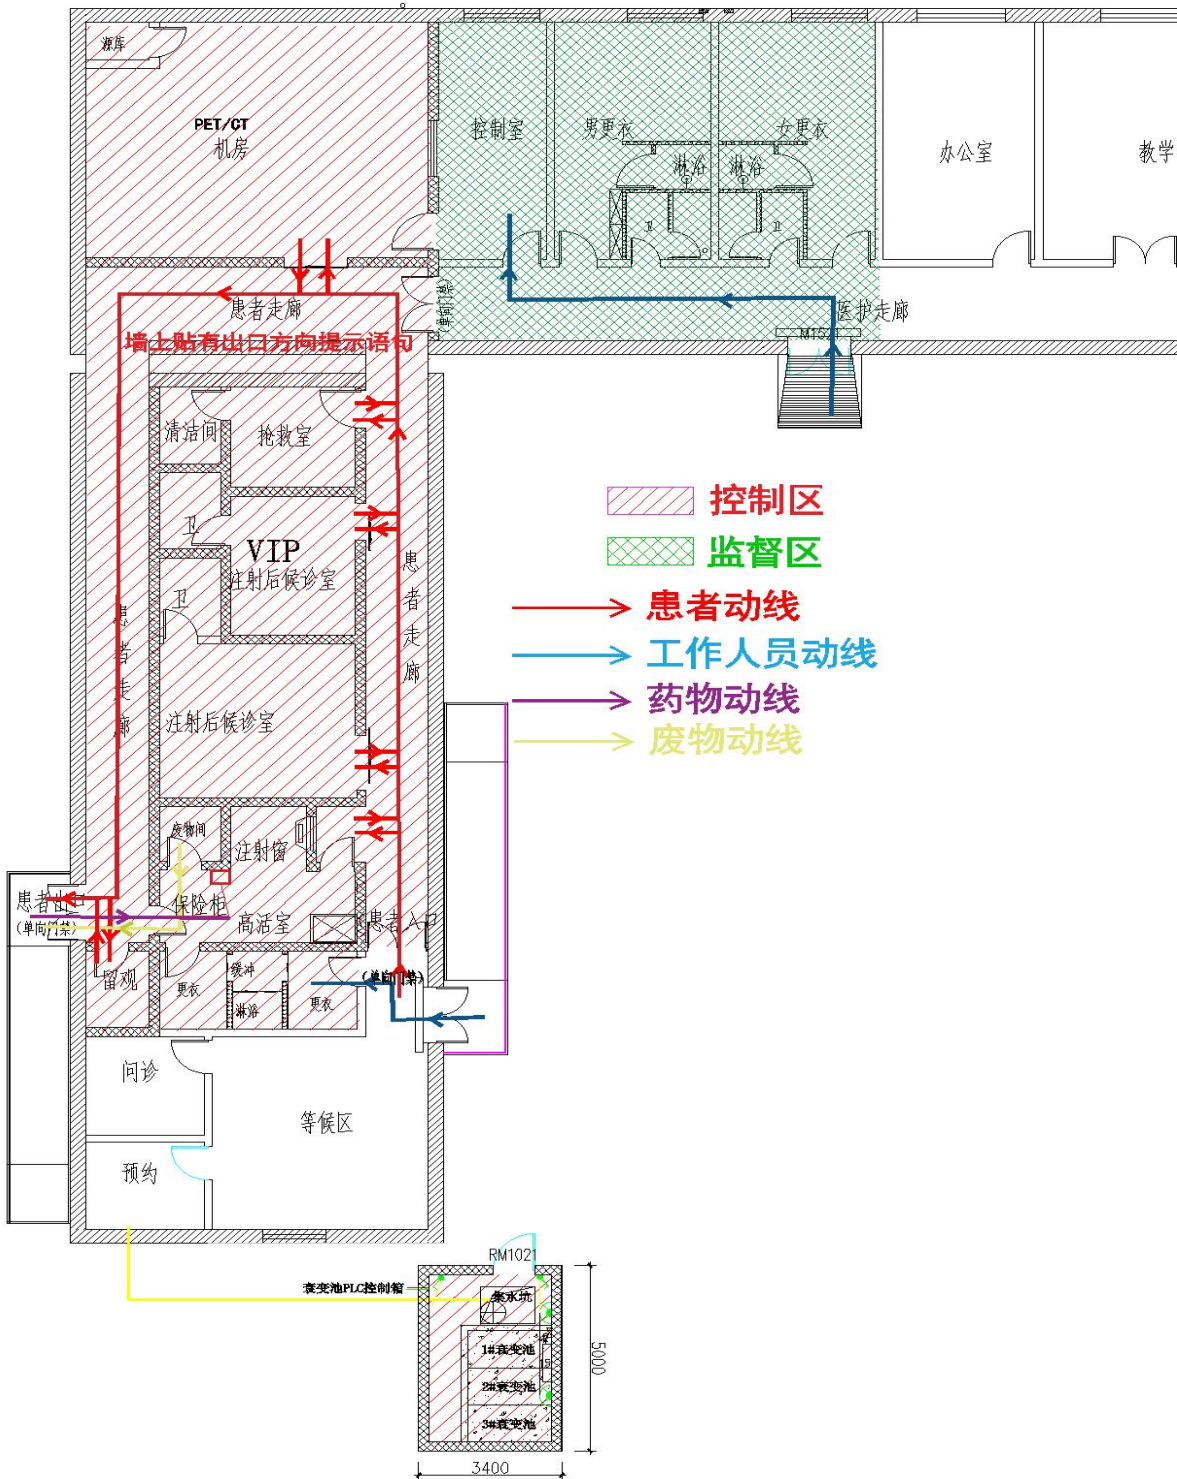 源库
PET/CT
机房
控制室
男更衣
女更衣
淋浴
淋浴
卫
卫
办公室
教学
患者走廊
医护走廊
M1521
墙上贴有出口方向提示语句
清洁间
抢救室
卫
VIP
注射后候诊室
卫
患者走廊
患者走廊
注射后候诊室
控制区
监督区
患者动线
工作人员动线
药物动线
废物动线
废物间
注射窗
患者出口
(单向门禁)
保险柜
高活室
患者入口
(单向门禁)
留观
更衣
缓冲
淋浴
更衣
问诊
等候区
预约
RM1021
衰变池PLC控制箱
集水坑
1#衰变池
2#衰变池
3#衰变池
5000
3400